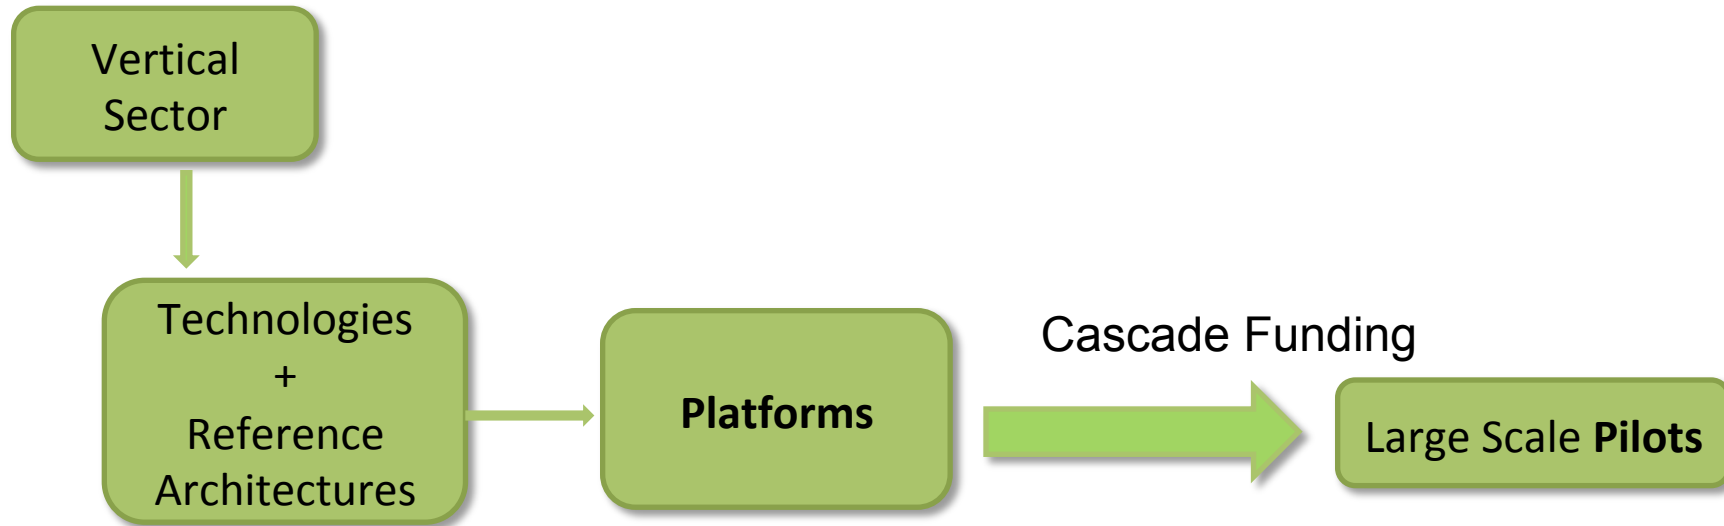 Vertical
Sector
Technologies
+
Reference
Architectures
Platforms
Cascade Funding
Large Scale Pilots